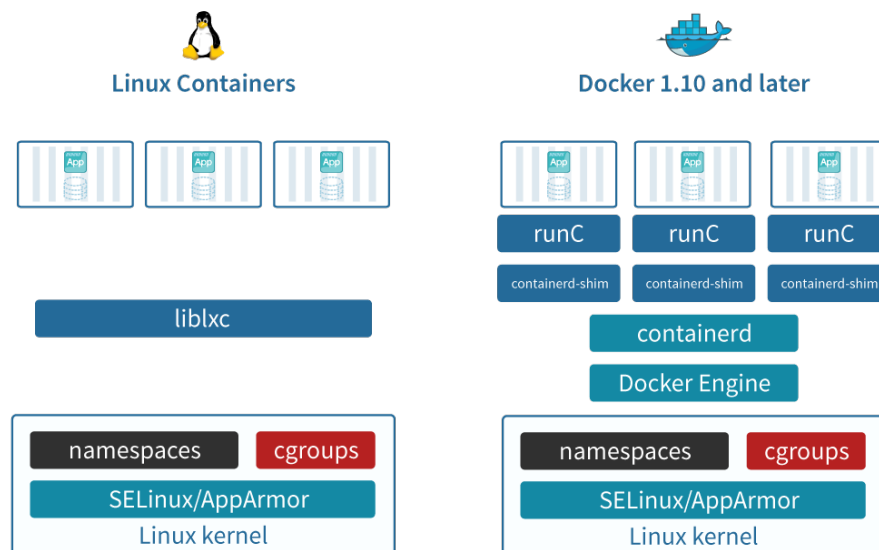 Linux Containers
App
App
App
liblxc
namespaces
cgroups
SELinux/AppArmor
Linux kernel
Docker 1.10 and later
App
App
App
runC
runC
runC
containerd-shim
containerd-shim
containerd-shim
containerd
Docker Engine
namespaces
cgroups
SELinux/AppArmor
Linux kernel